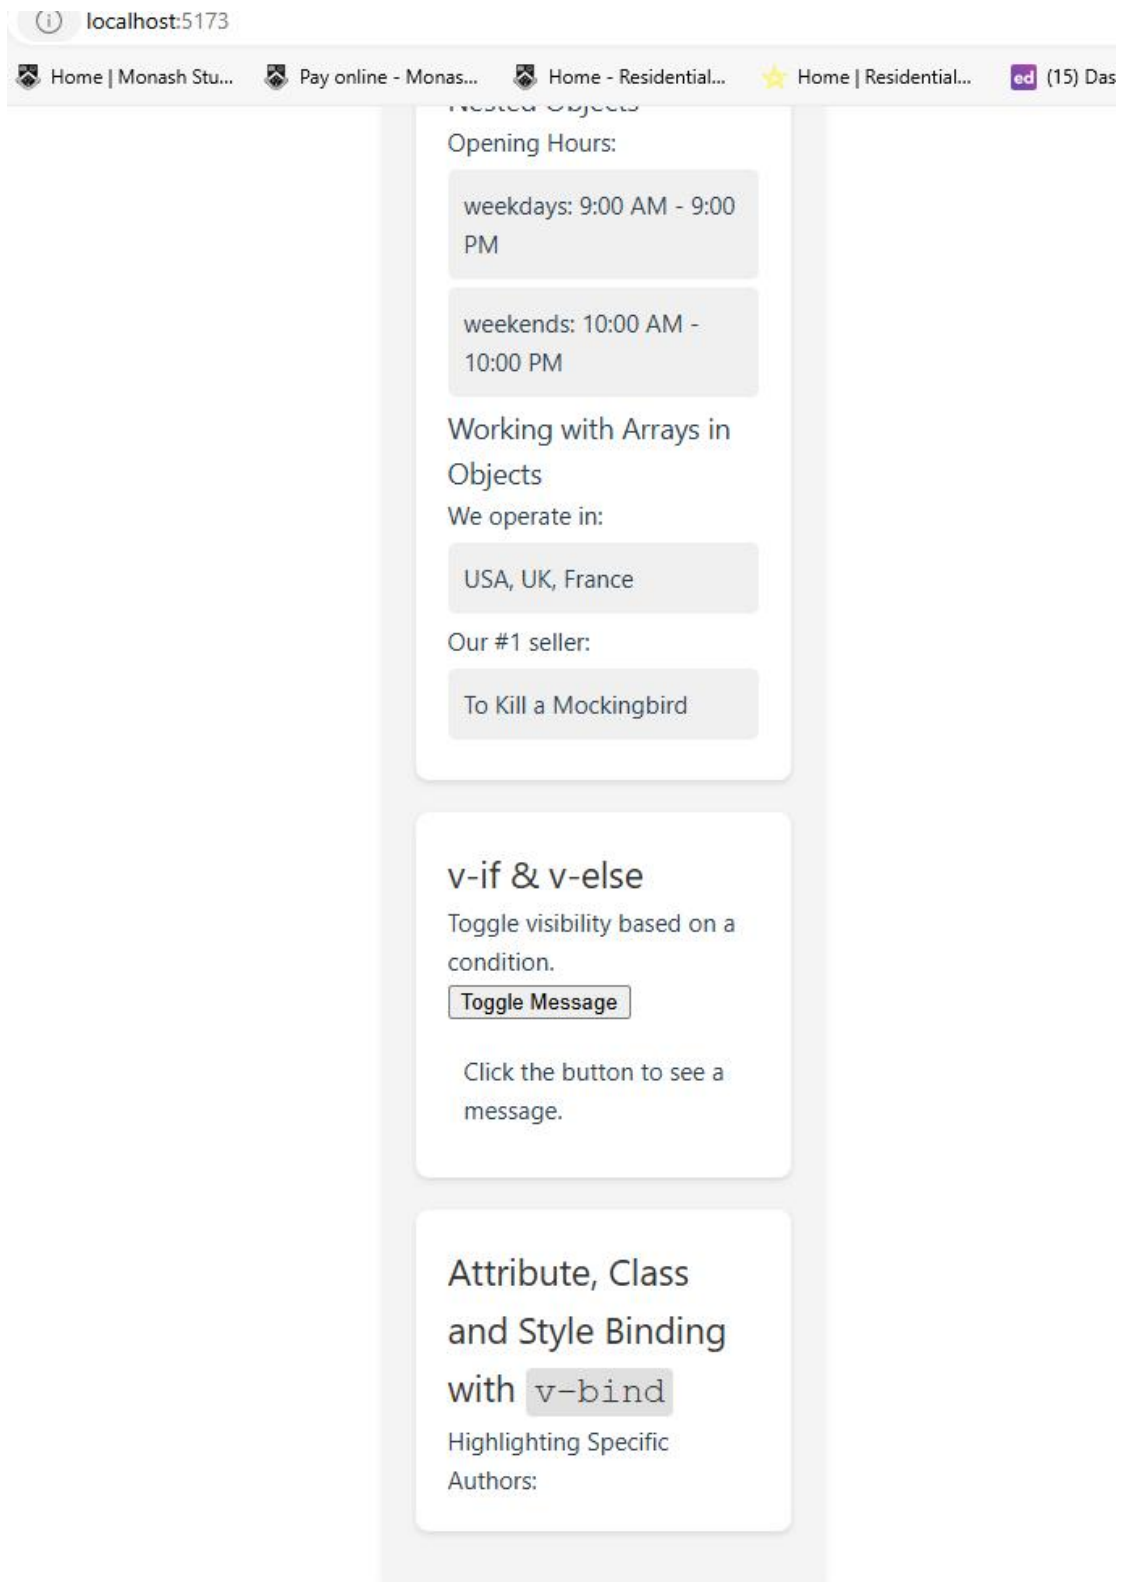 localhost:5173
Home | Monash Stu...
Pay online - Monas...
Home - Residential...
Home | Residential...
ed (15) Das
Nested Objects
Opening Hours:
weekdays: 9:00 AM - 9:00
PM
weekends: 10:00 AM -
10:00 PM
Working with Arrays in
Objects
We operate in:
USA, UK, France
Our #1 seller:
To Kill a Mockingbird
v-if & v-else
Toggle visibility based on a
condition.
Toggle Message
Click the button to see a
message.
Attribute, Class
and Style Binding
with v-bind
Highlighting Specific
Authors: